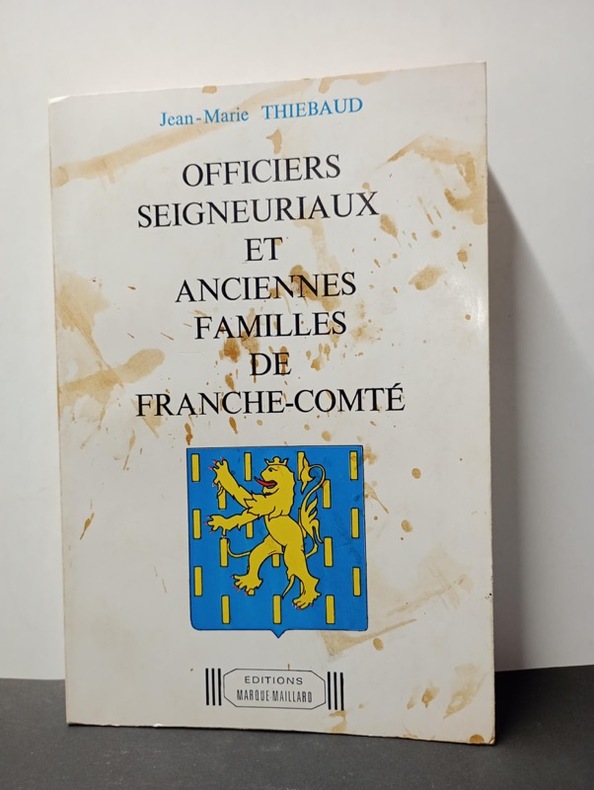 Jean-Marie THIEBAUD
OFFICIERS
SEIGNEURIAUX
ET
ANCIENNES
FAMILLES
DE
FRANCHE-COMTÉ
EDITIONS
MARQUE-MAILLARD